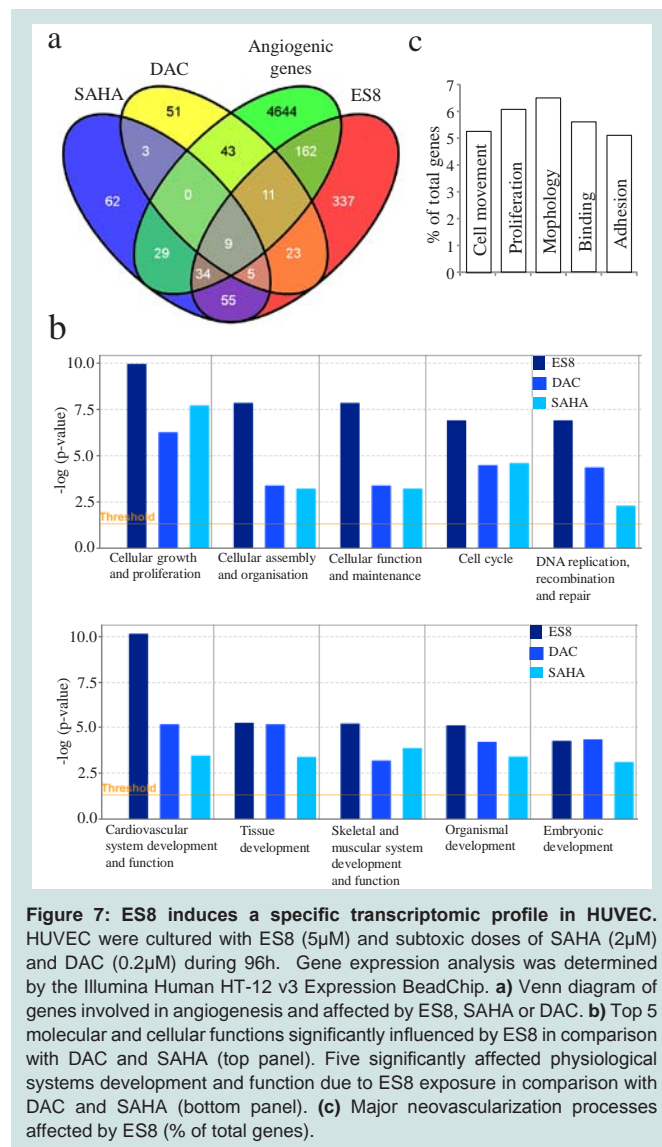 a
SAHA
DAC
Angiogenic
genes
ES8
51
4644
3
43
162
62
0
11
337
29
9
23
34
5
55
c
% of total genes
7
6
5
4
3
2
1
0
Cell movement
Proliferation
Mophology
Binding
Adhesion
b
-log (p-value)
10.0
7.5
5.0
2.5
0.0
Threshold
ES8
DAC
SAHA
Cellular growth
and proliferation
Cellular assembly
and organisation
Cellular function
and maintenance
Cell cycle
DNA replication,
recombination
and repair
-log (p-value)
10.0
7.5
5.0
2.5
0.0
Threshold
ES8
DAC
SAHA
Cardiovascular
system development
and function
Tissue
development
Skeletal and
muscular system
development
and function
Organismal
development
Embryonic
development
Figure 7: ES8 induces a specific transcriptomic profile in HUVEC.
HUVEC were cultured with ES8 (5µM) and subtoxic doses of SAHA (2µM)
and DAC (0.2µM) during 96h. Gene expression analysis was determined
by the Illumina Human HT-12 v3 Expression BeadChip. a) Venn diagram of
genes involved in angiogenesis and affected by ES8, SAHA or DAC. b) Top 5
molecular and cellular functions significantly influenced by ES8 in comparison
with DAC and SAHA (top panel). Five significantly affected physiological
systems development and function due to ES8 exposure in comparison with
DAC and SAHA (bottom panel). (c) Major neovascularization processes
affected by ES8 (% of total genes).